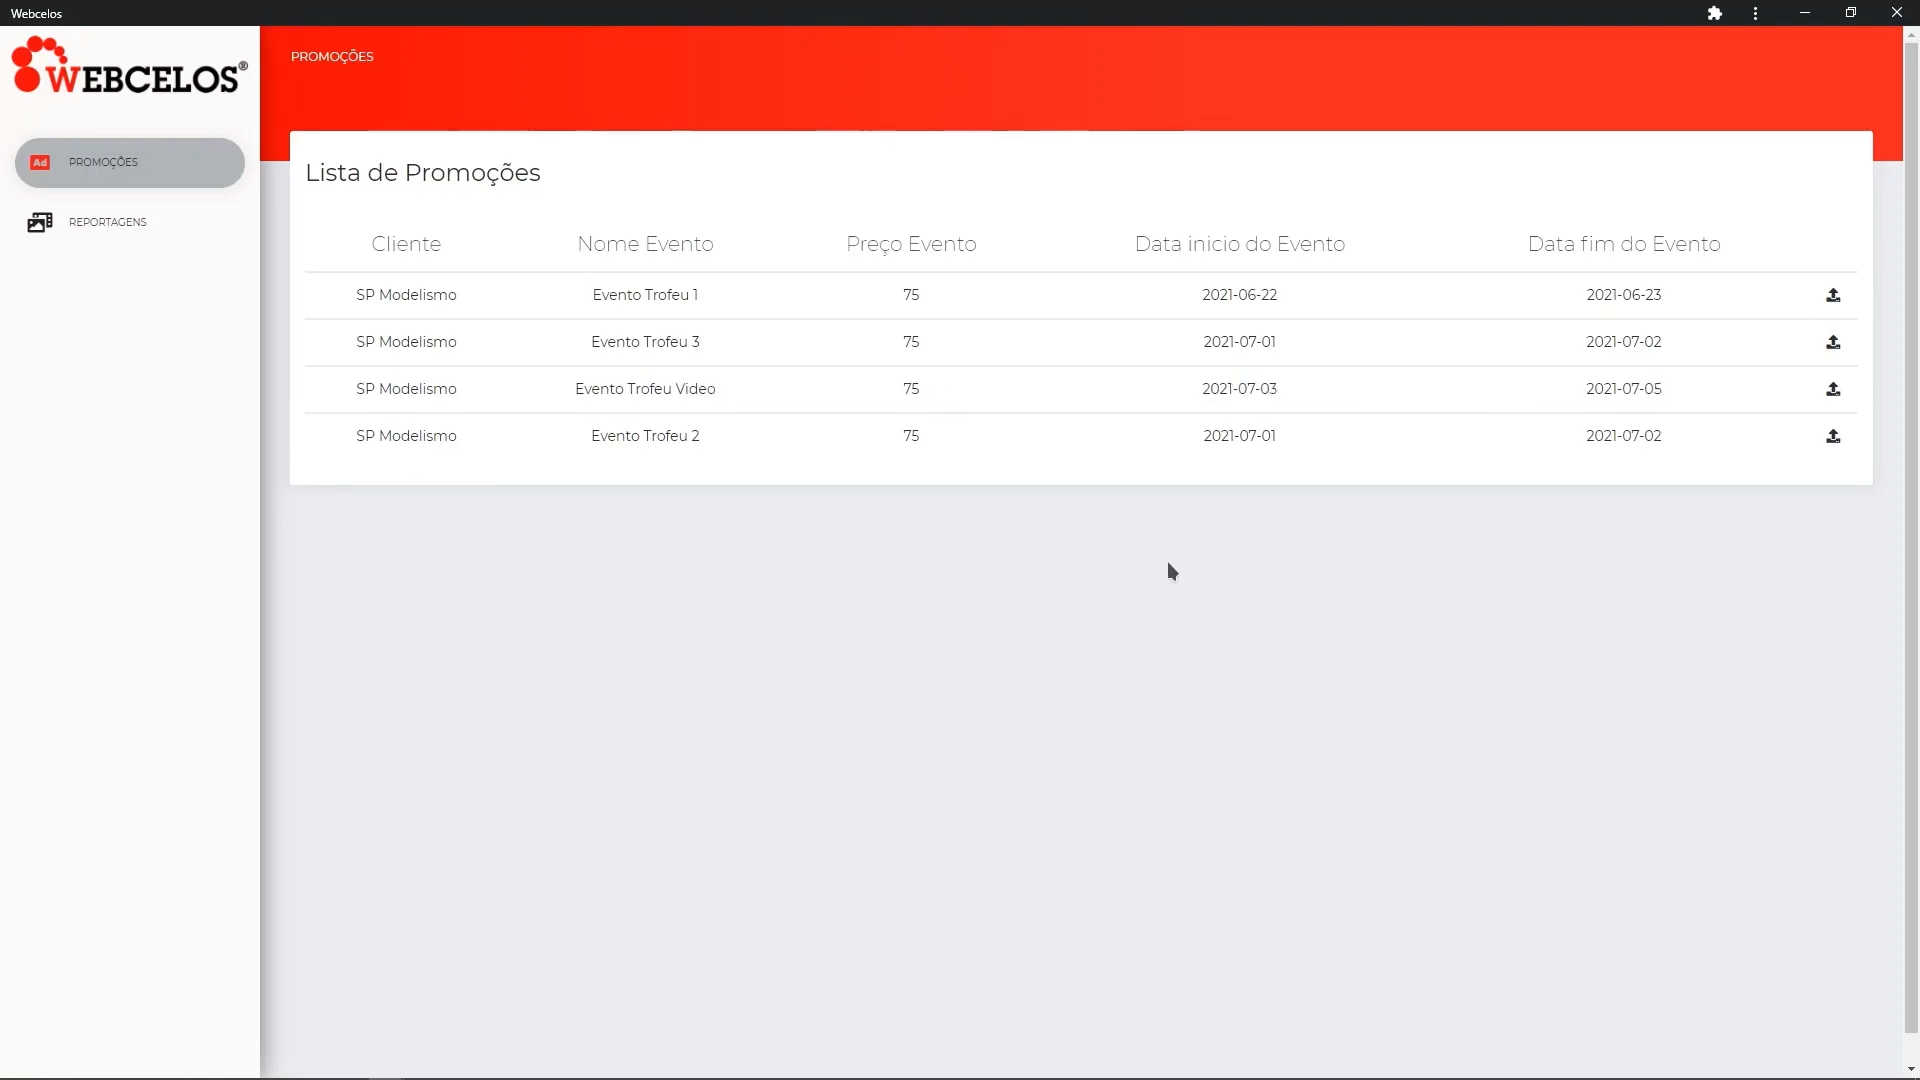 Webcelos
WEBCELOS®
PROMOÇÕES
Ad PROMOÇÕES
REPORTAGENS
Lista de Promoções
Cliente Nome Evento Preço Evento Data inicio do Evento Data fim do Evento
SP Modelismo Evento Trofeu 1 75 2021-06-22 2021-06-23
SP Modelismo Evento Trofeu 3 75 2021-07-01 2021-07-02
SP Modelismo Evento Trofeu Video 75 2021-07-03 2021-07-05
SP Modelismo Evento Trofeu 2 75 2021-07-01 2021-07-02